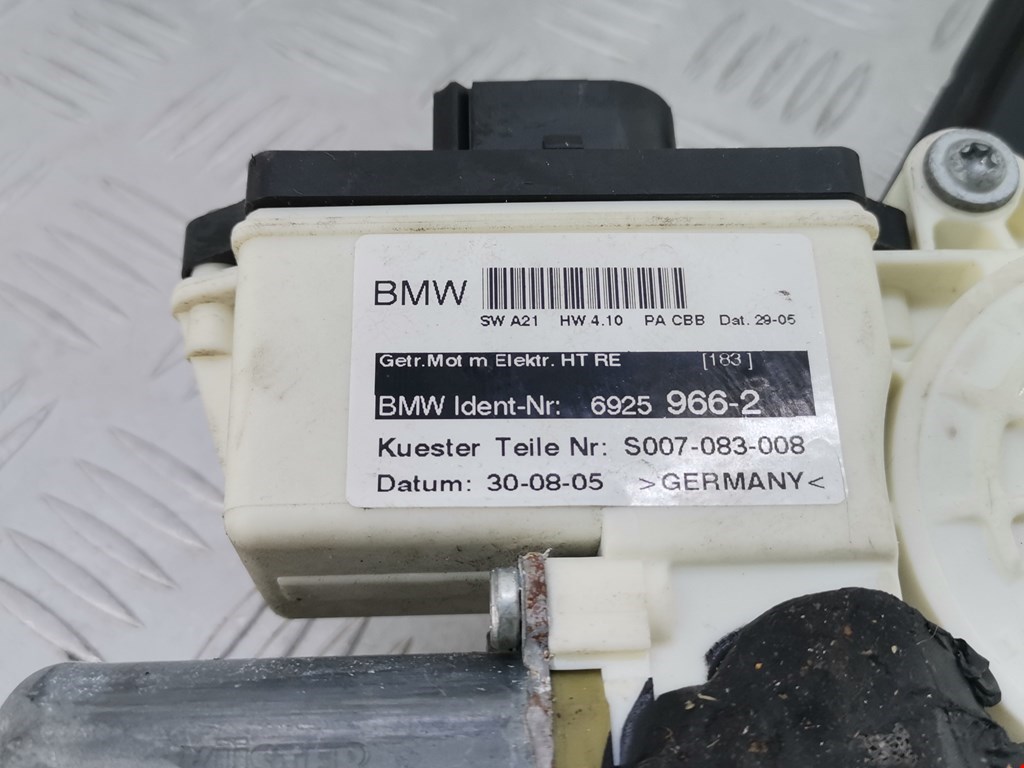 BMW
SW A21 HW 4.10 PA CBB Dat. 29-05
Getr.Mot m Elektr. HT RE [183]
BMW Ident-Nr: 6925 966-2
Kuester Teile Nr: S007-083-008
Datum: 30-08-05 >GERMANY<